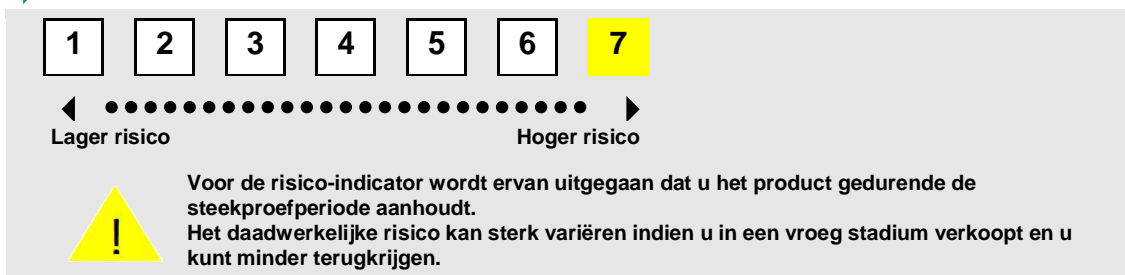 1 2 3 4 5 6 7
Lager risico Hoger risico
!
Voor de risico-indicator wordt ervan uitgegaan dat u het product gedurende de
steekproefperiode aanhoudt.
Het daadwerkelijke risico kan sterk variëren indien u in een vroeg stadium verkoopt en u
kunt minder terugkrijgen.